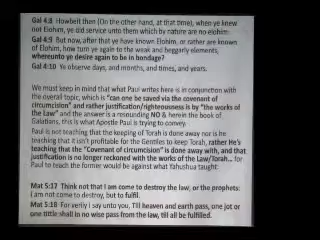 Gal 4:8 Howbeit then (On the other hand, at that time), when ye knew
not Elohim, ye did service unto them which by nature are no elohim.
Gal 4:9 But now, after that ye have known Elohim, or rather are known
of Elohim, how turn ye again to the weak and beggarly elements,
whereunto ye desire again to be in bondage?
Gal 4:10 Ye observe days, and months, and times, and years.
We must keep in mind that what Paul writes here is in conjunction with
the overall topic, which is "can one be saved via the covenant of
circumcision" and rather justification/righteousness is by "the works of
the law" and the answer is a resounding NO & herein the book of
Galatians, this is what Apostle Paul is trying to convey.
Paul is not teaching that the keeping of Torah is done away nor is he
teaching that it isn't profitable for the Gentiles to keep Torah, rather He's
teaching that the "Covenant of circumcision" is done away with, and that
justification is no longer reckoned with the works of the Law/Torah... for
Paul to teach the former would be against what Yahushua taught:
Mat 5:17 Think not that I am come to destroy the law, or the prophets:
I am not come to destroy, but to fulfil.
Mat 5:18 For verily I say unto you, Till heaven and earth pass, one jot or
one tittle shall in no wise pass from the law, till all be fulfilled.